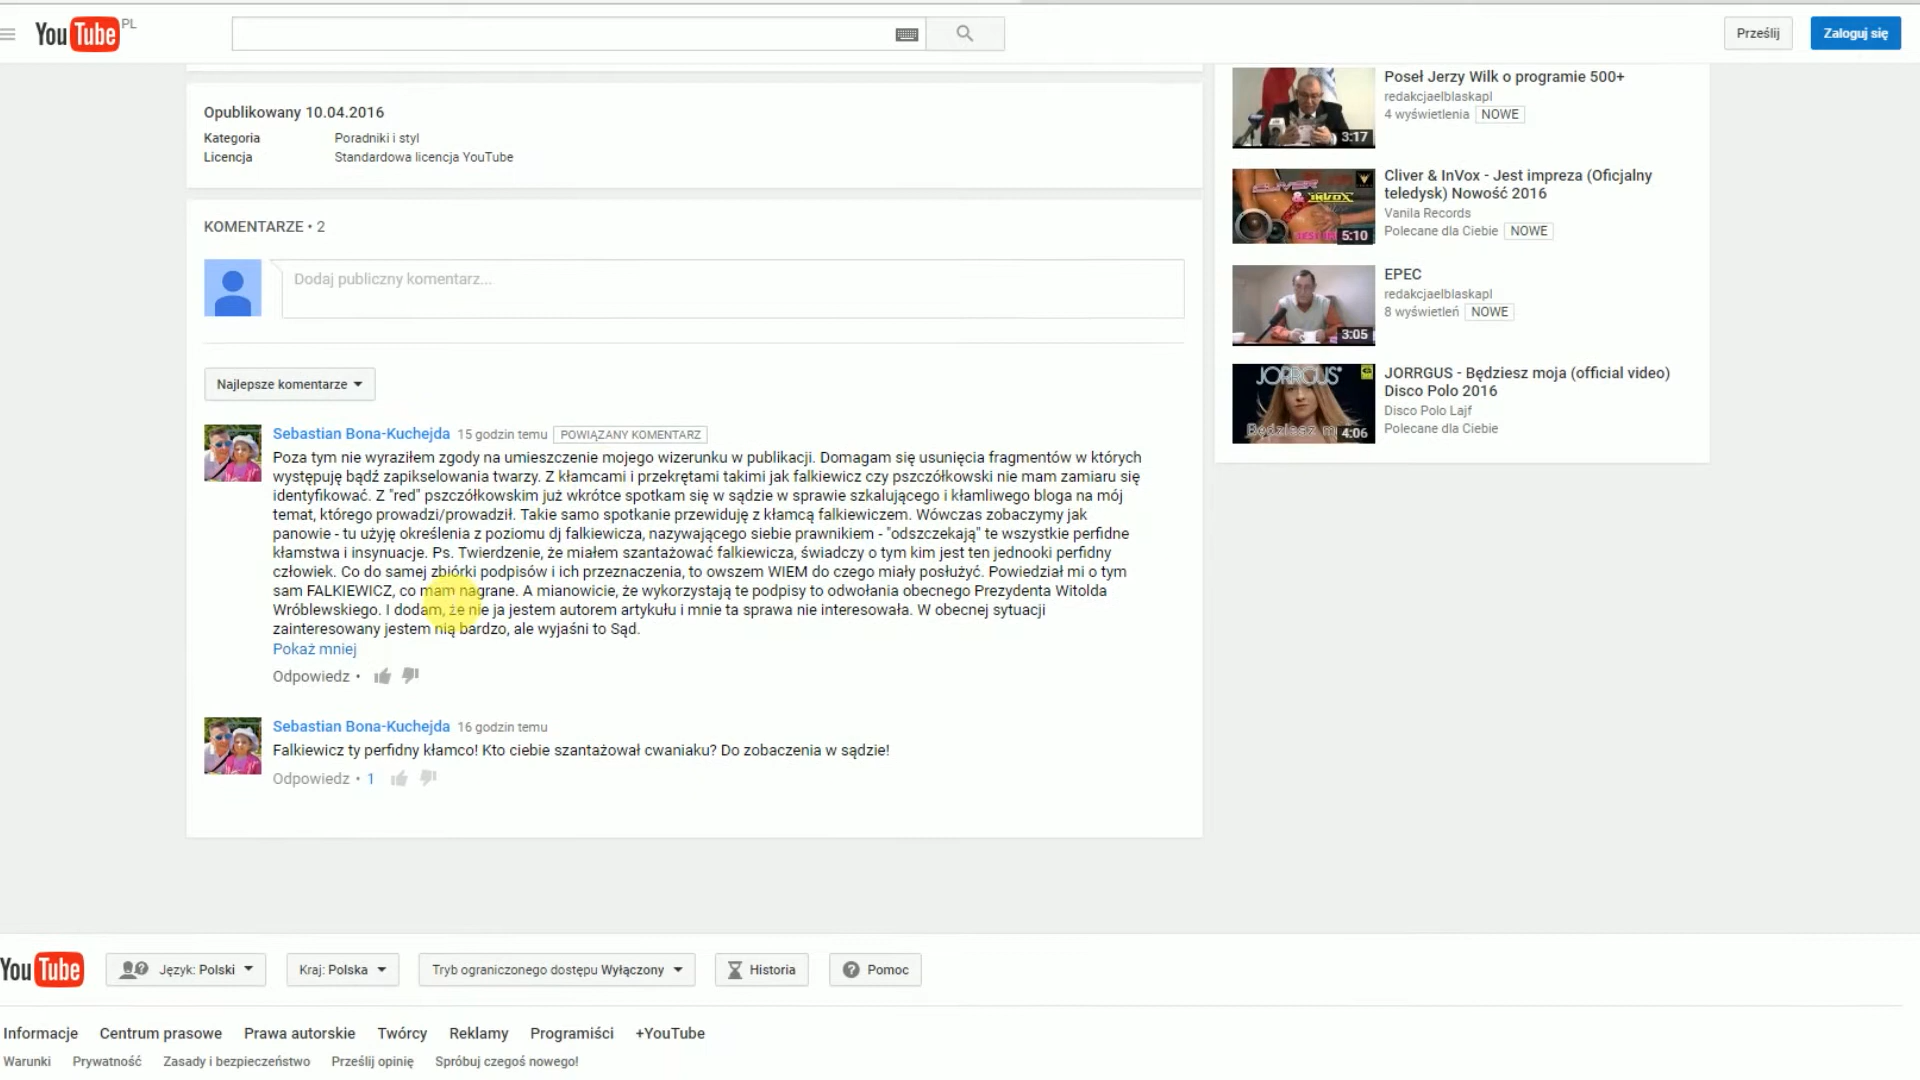 YouTube PL
Prześlij
Zaloguj się
Opublikowany 10.04.2016
Kategoria Poradniki i styl
Licencja Standardowa licencja YouTube
KOMENTARZE • 2
Dodaj publiczny komentarz...
Najlepsze komentarze
Sebastian Bona-Kuchejda 15 godzin temu POWIĄZANY KOMENTARZ
Poza tym nie wyraziłem zgody na umieszczenie mojego wizerunku w publikacji. Domagam się usunięcia fragmentów w których
występuję bądź zapikselowania twarzy. Z kłamcami i przekrętami takimi jak falkiewicz czy pszczółkowski nie mam zamiaru się
identyfikować. Z "red" pszczółkowskim już wkrótce spotkam się w sądzie w sprawie szkalującego i kłamliwego bloga na mój
temat, którego prowadzi/prowadził. Takie samo spotkanie przewiduję z kłamcą falkiewiczem. Wówczas zobaczymy jak
panowie - tu użyję określenia z poziomu dj falkiewicza, nazywającego siebie prawnikiem - "odszczekają" te wszystkie perfidne
kłamstwa i insynuacje. Ps. Twierdzenie, że miałem szantażować falkiewicza, świadczy o tym kim jest ten jednooki perfidny
człowiek. Co do samej zbiórki podpisów i ich przeznaczenia, to owszem WIEM do czego miały posłużyć. Powiedział mi o tym
sam FALKIEWICZ, co mam nagrane. A mianowicie, że wykorzystają te podpisy to odwołania obecnego Prezydenta Witolda
Wróblewskiego. I dodam, że nie ja jestem autorem artykułu i mnie ta sprawa nie interesowała. W obecnej sytuacji
zainteresowany jestem nią bardzo, ale wyjaśni to Sąd.
Pokaż mniej
Odpowiedz •
Sebastian Bona-Kuchejda 16 godzin temu
Falkiewicz ty perfidny kłamco! Kto ciebie szantażował cwaniaku? Do zobaczenia w sądzie!
Odpowiedz • 1
Poseł Jerzy Wilk o programie 500+
redakcjaelblaskapl
4 wyświetlenia NOWE
3:17
Cliver & InVox - Jest impreza (Oficjalny
teledysk) Nowość 2016
Vanila Records
Polecane dla Ciebie NOWE
CLIVER
& INVOX
5:10
EPEC
redakcjaelblaskapl
8 wyświetleń NOWE
3:05
JORRGUS - Będziesz moja (official video)
Disco Polo 2016
Disco Polo Lajf
Polecane dla Ciebie
JORRGUS
Będziesz m
4:06
YouTube
Język: Polski
Kraj: Polska
Tryb ograniczonego dostępu Wyłączony
Historia
Pomoc
Informacje Centrum prasowe Prawa autorskie Twórcy Reklamy Programiści +YouTube
Warunki Prywatność Zasady i bezpieczeństwo Prześlij opinię Spróbuj czegoś nowego!